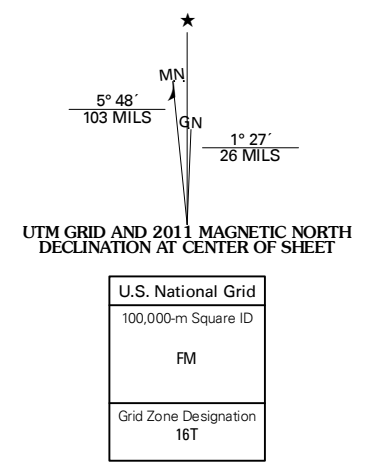 ★
MN.
5° 48´
103 MILS
GN
1° 27´
26 MILS
UTM GRID AND 2011 MAGNETIC NORTH
DECLINATION AT CENTER OF SHEET
U.S. National Grid
100,000-m Square ID
FM
Grid Zone Designation
16T